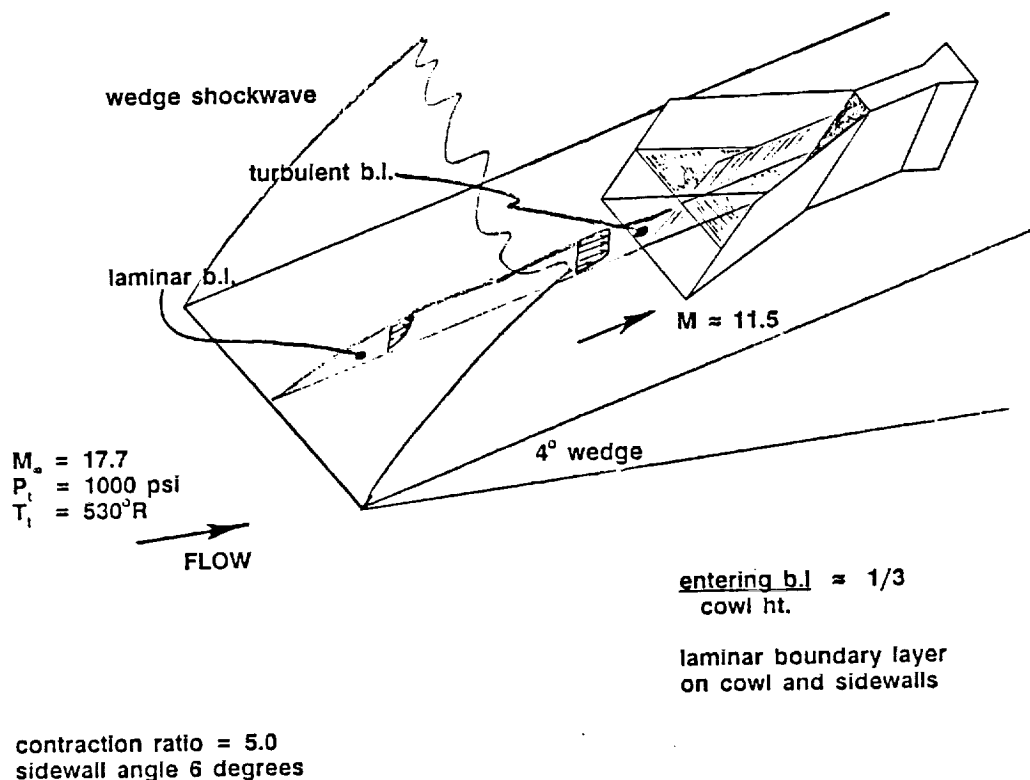 wedge shockwave
turbulent b.l.
laminar b.l.
M ≈ 11.5
4° wedge
M∞ = 17.7
Pt = 1000 psi
Tt = 530°R
FLOW
entering b.l ≈ 1/3
cowl ht.
laminar boundary layer
on cowl and sidewalls
contraction ratio = 5.0
sidewall angle 6 degrees